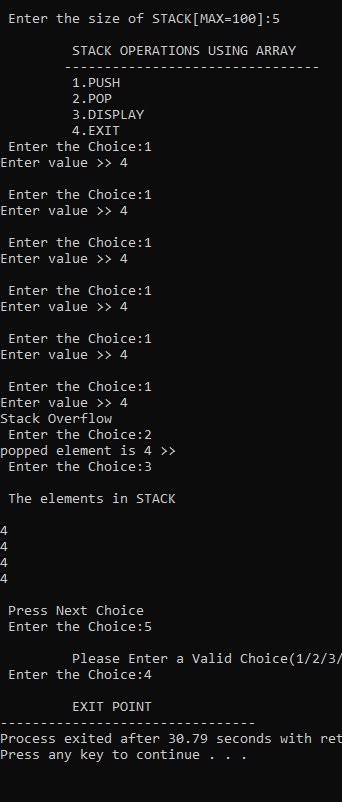 Enter the size of STACK[MAX=100]:5
STACK OPERATIONS USING ARRAY
--------------------------------
1.PUSH
2.POP
3.DISPLAY
4.EXIT
Enter the Choice:1
Enter value >> 4
Enter the Choice:1
Enter value >> 4
Enter the Choice:1
Enter value >> 4
Enter the Choice:1
Enter value >> 4
Enter the Choice:1
Enter value >> 4
Enter the Choice:1
Enter value >> 4
Stack Overflow
Enter the Choice:2
popped element is 4 >>
Enter the Choice:3
The elements in STACK
4
4
4
4
Press Next Choice
Enter the Choice:5
Please Enter a Valid Choice(1/2/3/
Enter the Choice:4
EXIT POINT
--------------------------------
Process exited after 30.79 seconds with ret
Press any key to continue . . .